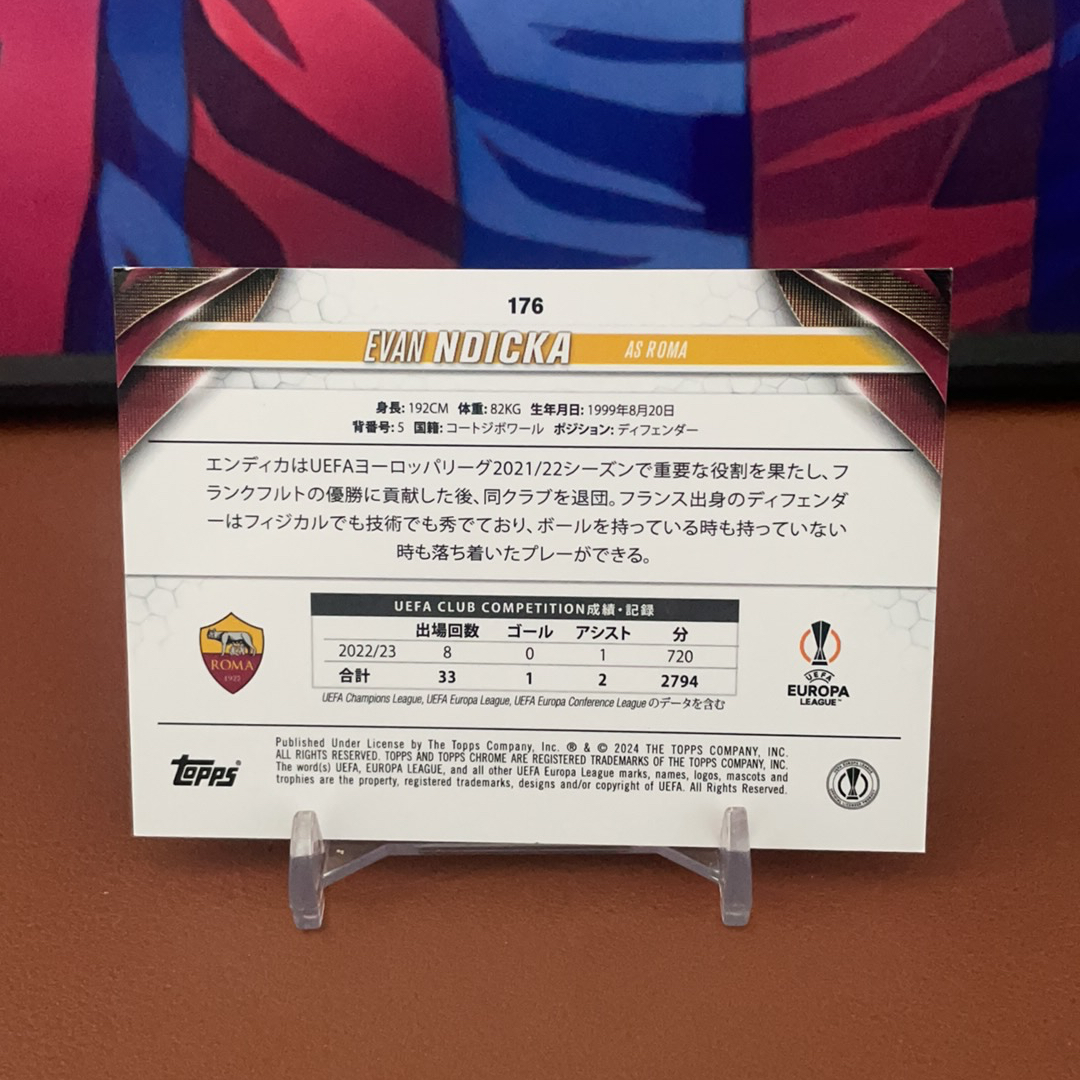 176
EVAN NDICKA AS ROMA
身長: 192CM 体重: 82KG 生年月日: 1999年8月20日
背番号: 5 国籍: コートジボワール ポジション: ディフェンダー
エンディカはUEFAヨーロッパリーグ2021/22シーズンで重要な役割を果たし、フ
ランクフルトの優勝に貢献した後、同クラブを退団。フランス出身のディフェンダ
ーはフィジカルでも技術でも秀でており、ボールを持っている時も持っていない
時も落ち着いたプレーができる。
UEFA CLUB COMPETITION成績・記録
出場回数 ゴール アシスト 分
2022/23 8 0 1 720
合計 33 1 2 2794
UEFA Champions League, UEFA Europa League, UEFA Europa Conference League のデータを含む
ROMA
1927
UEFA
EUROPA
LEAGUE™
topps®
Published Under License by The Topps Company, Inc. ® & © 2024 THE TOPPS COMPANY, INC.
ALL RIGHTS RESERVED. TOPPS AND TOPPS CHROME ARE REGISTERED TRADEMARKS OF THE TOPPS COMPANY, INC.
The word(s) UEFA, EUROPA LEAGUE, and all other UEFA Europa League marks, names, logos, mascots and
trophies are the property, registered trademarks, designs and/or copyright of UEFA. All Rights Reserved.